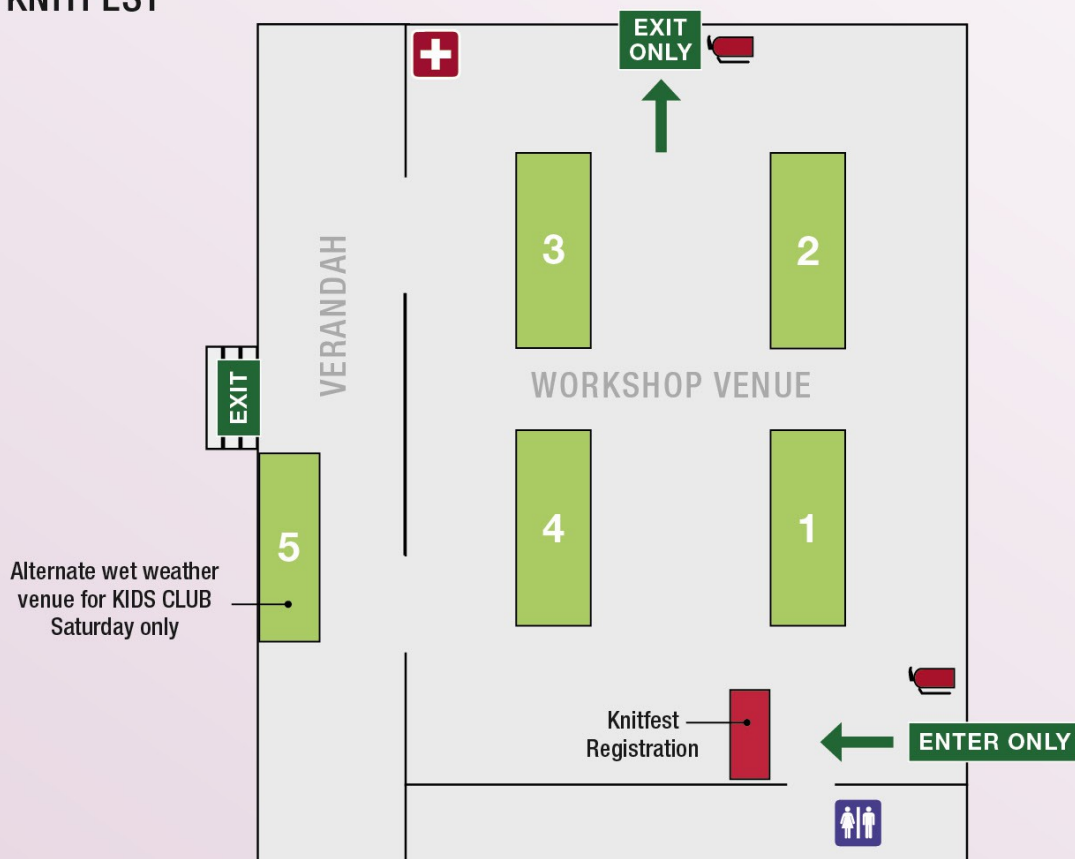 KNITFEST
EXIT
ONLY
3
2
VERANDAH
EXIT
WORKSHOP VENUE
5
4
1
Alternate wet weather
venue for KIDS CLUB
Saturday only
Knitfest
Registration
ENTER ONLY